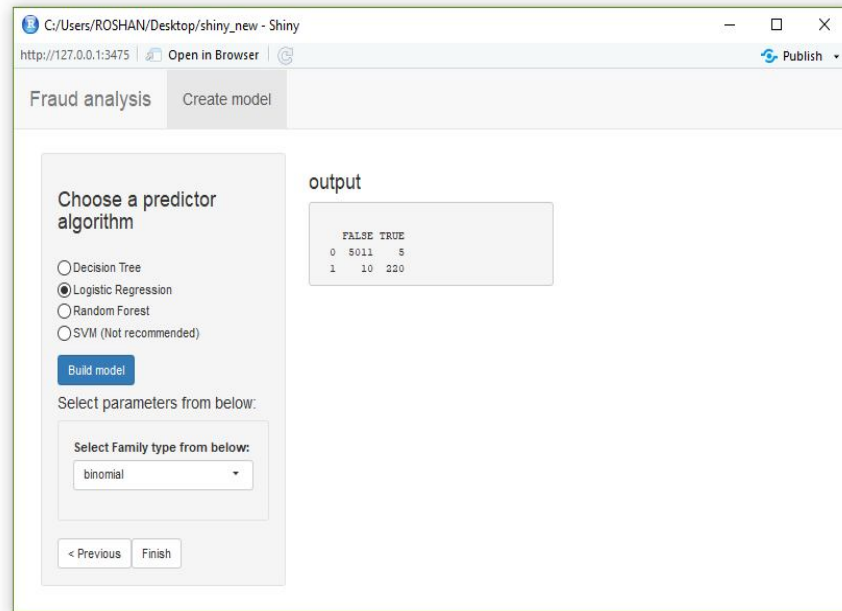 C:/Users/ROSHAN/Desktop/shiny_new - Shiny
http://127.0.0.1:3475 Open in Browser Publish
Fraud analysis Create model
Choose a predictor
algorithm
Decision Tree
Logistic Regression
Random Forest
SVM (Not recommended)
Build model
Select parameters from below:
Select Family type from below:
binomial
< Previous Finish
output
FALSE TRUE
0 5011 5
1 10 220